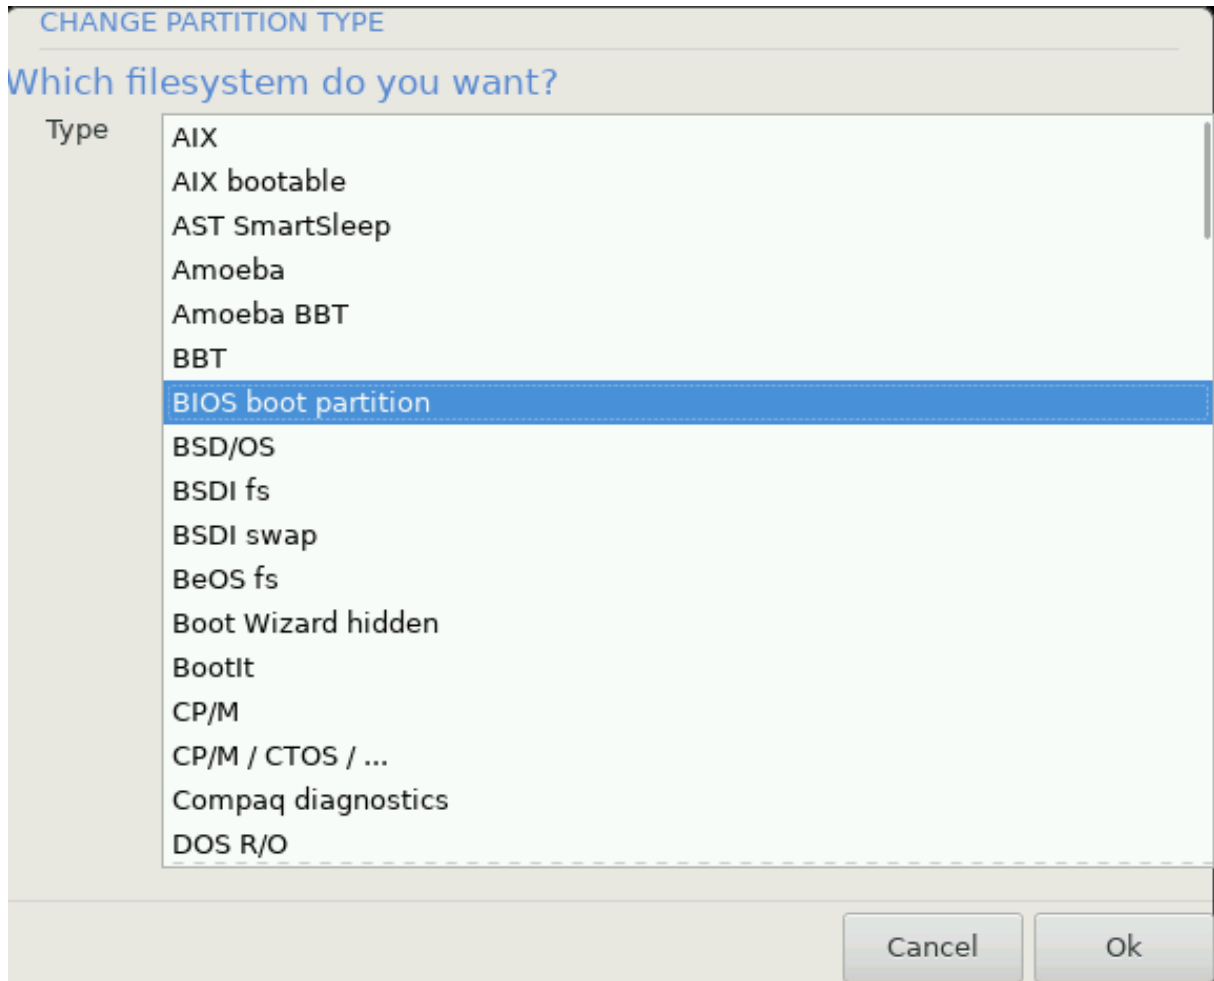 CHANGE PARTITION TYPE
Which filesystem do you want?
Type
AIX
AIX bootable
AST SmartSleep
Amoeba
Amoeba BBT
BBT
BIOS boot partition
BSD/OS
BSDI fs
BSDI swap
BeOS fs
Boot Wizard hidden
BootIt
CP/M
CP/M / CTOS / ...
Compaq diagnostics
DOS R/O
Cancel Ok